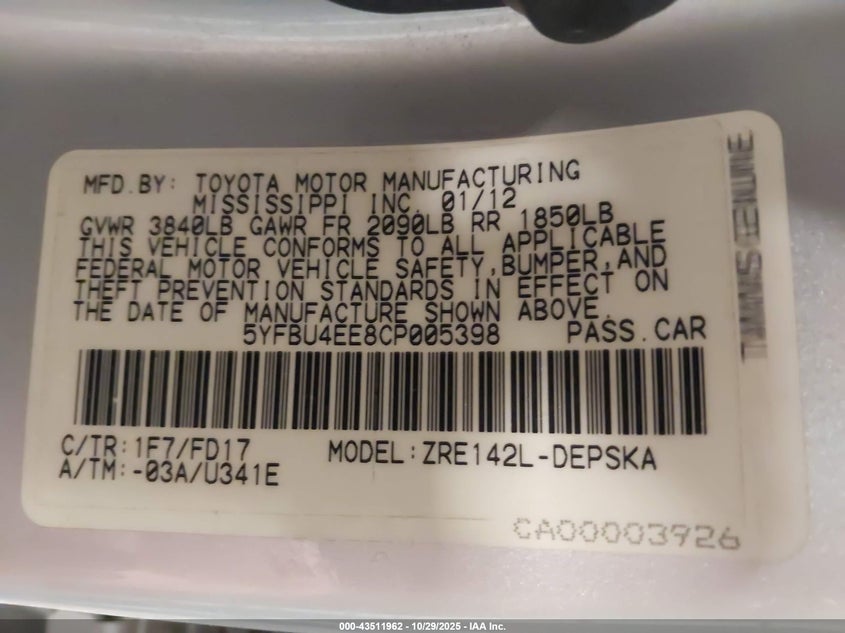 MFD.BY: TOYOTA MOTOR MANUFACTURING
MISSISSIPPI INC. 01/12
GVWR 3840LB GAWR FR 2090LB RR 1850LB
THIS VEHICLE CONFORMS TO ALL APPLICABLE
FEDERAL MOTOR VEHICLE SAFETY,BUMPER,AND
THEFT PREVENTION STANDARDS IN EFFECT ON
THE DATE OF MANUFACTURE SHOWN ABOVE.
5YFBU4EE8CP005398 PASS.CAR
C/TR:1F7/FD17 MODEL:ZRE142L-DEPSKA
A/TM:-03A/U341E
CA00003926
000-43511962 - 10/29/2025 - IAA Inc.